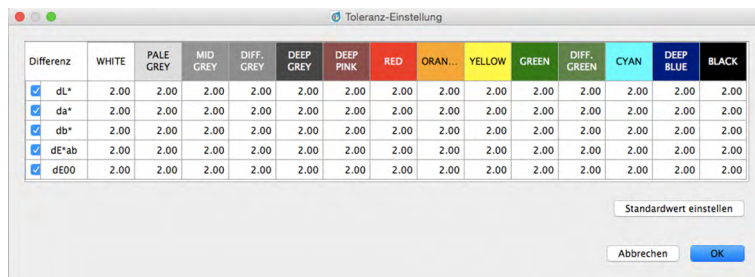 Toleranz-Einstellung
Differenz WHITE PALE GREY MID GREY DIFF. GREY DEEP GREY DEEP PINK RED ORAN... YELLOW GREEN DIFF. GREEN CYAN DEEP BLUE BLACK
dL* 2.00 2.00 2.00 2.00 2.00 2.00 2.00 2.00 2.00 2.00 2.00 2.00 2.00 2.00
da* 2.00 2.00 2.00 2.00 2.00 2.00 2.00 2.00 2.00 2.00 2.00 2.00 2.00 2.00
db* 2.00 2.00 2.00 2.00 2.00 2.00 2.00 2.00 2.00 2.00 2.00 2.00 2.00 2.00
dE*ab 2.00 2.00 2.00 2.00 2.00 2.00 2.00 2.00 2.00 2.00 2.00 2.00 2.00 2.00
dE00 2.00 2.00 2.00 2.00 2.00 2.00 2.00 2.00 2.00 2.00 2.00 2.00 2.00 2.00
Standardwert einstellen
Abbrechen OK